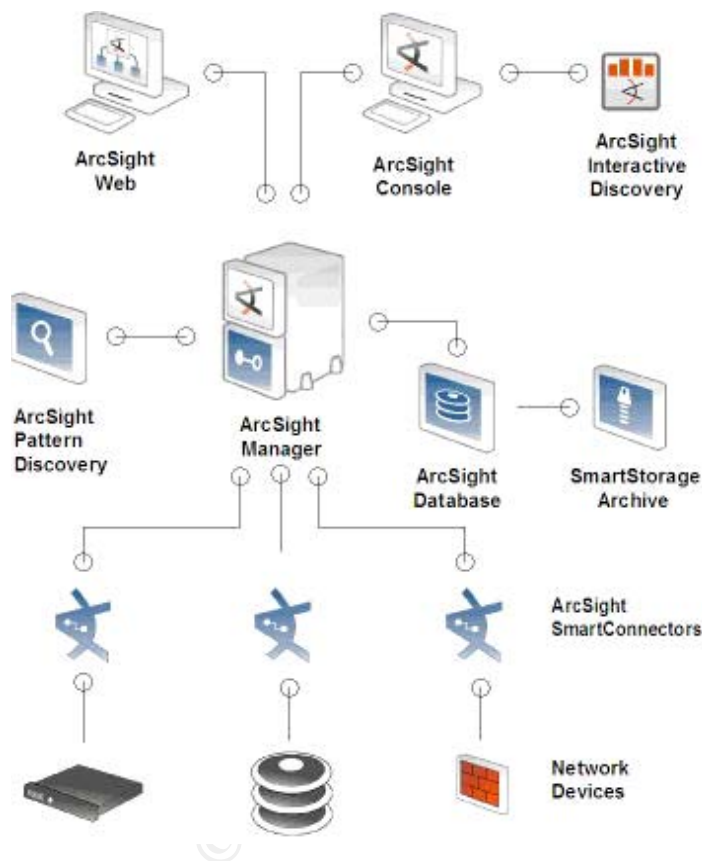 ArcSight
Web
ArcSight
Console
ArcSight
Interactive
Discovery
ArcSight
Pattern
Discovery
ArcSight
Manager
ArcSight
Database
SmartStorage
Archive
ArcSight
SmartConnectors
Network
Devices